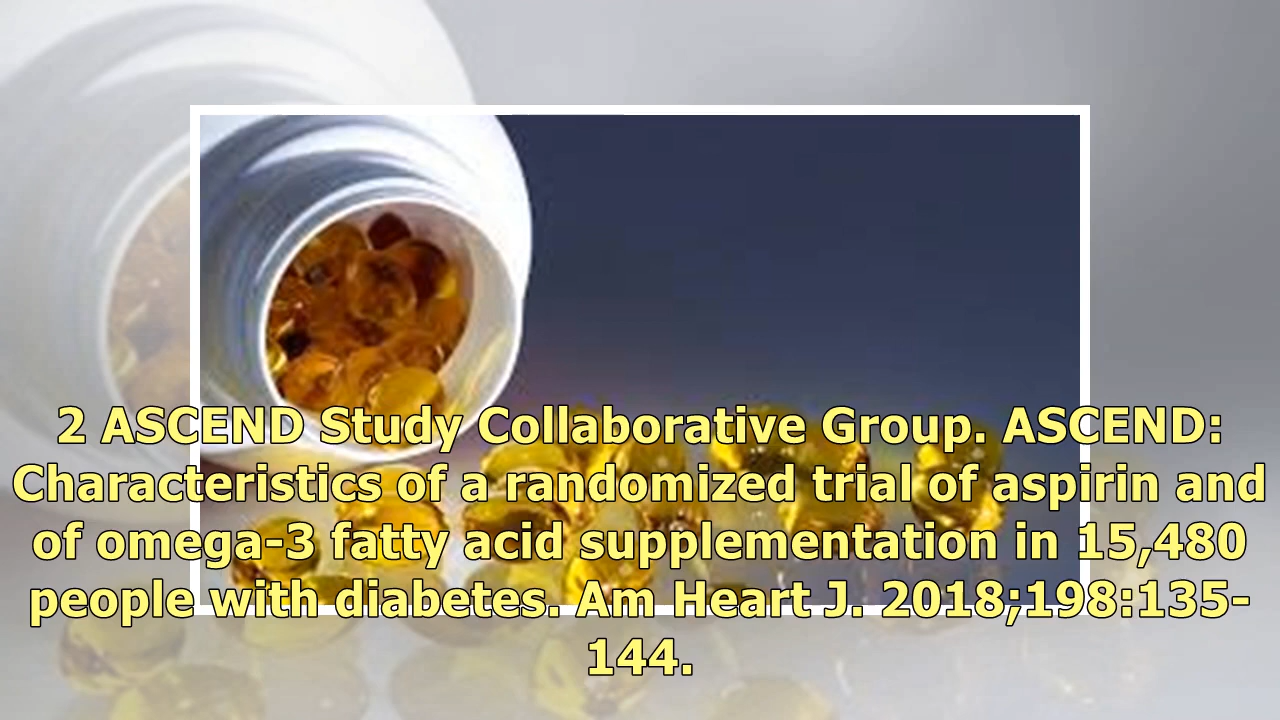 2 ASCEND Study Collaborative Group. ASCEND:
Characteristics of a randomized trial of aspirin and
of omega-3 fatty acid supplementation in 15,480
people with diabetes. Am Heart J. 2018;198:135-
144.